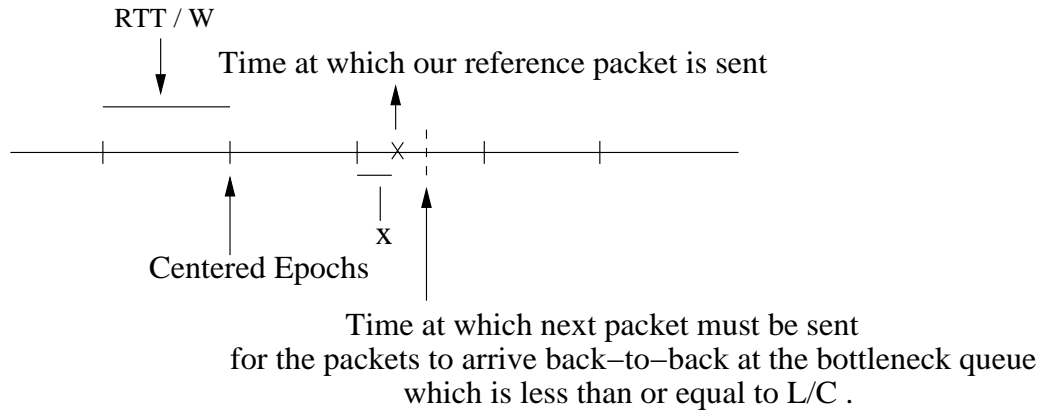 RTT / W
Time at which our reference packet is sent
x
Centered Epochs
Time at which next packet must be sent
for the packets to arrive back−to−back at the bottleneck queue
which is less than or equal to L/C .